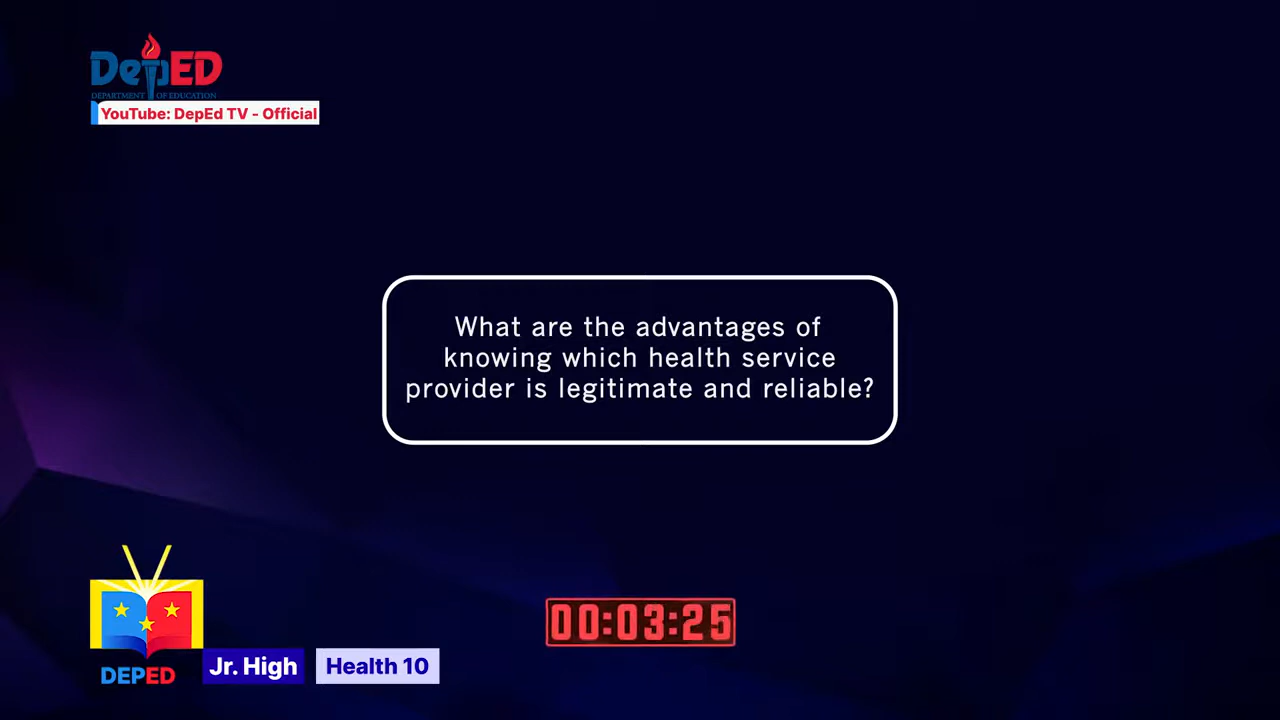 DepED
DEPARTMENT OF EDUCATION
YouTube: DepEd TV - Official
What are the advantages of
knowing which health service
provider is legitimate and reliable?
00:03:25
DEPED
Jr. High
Health 10